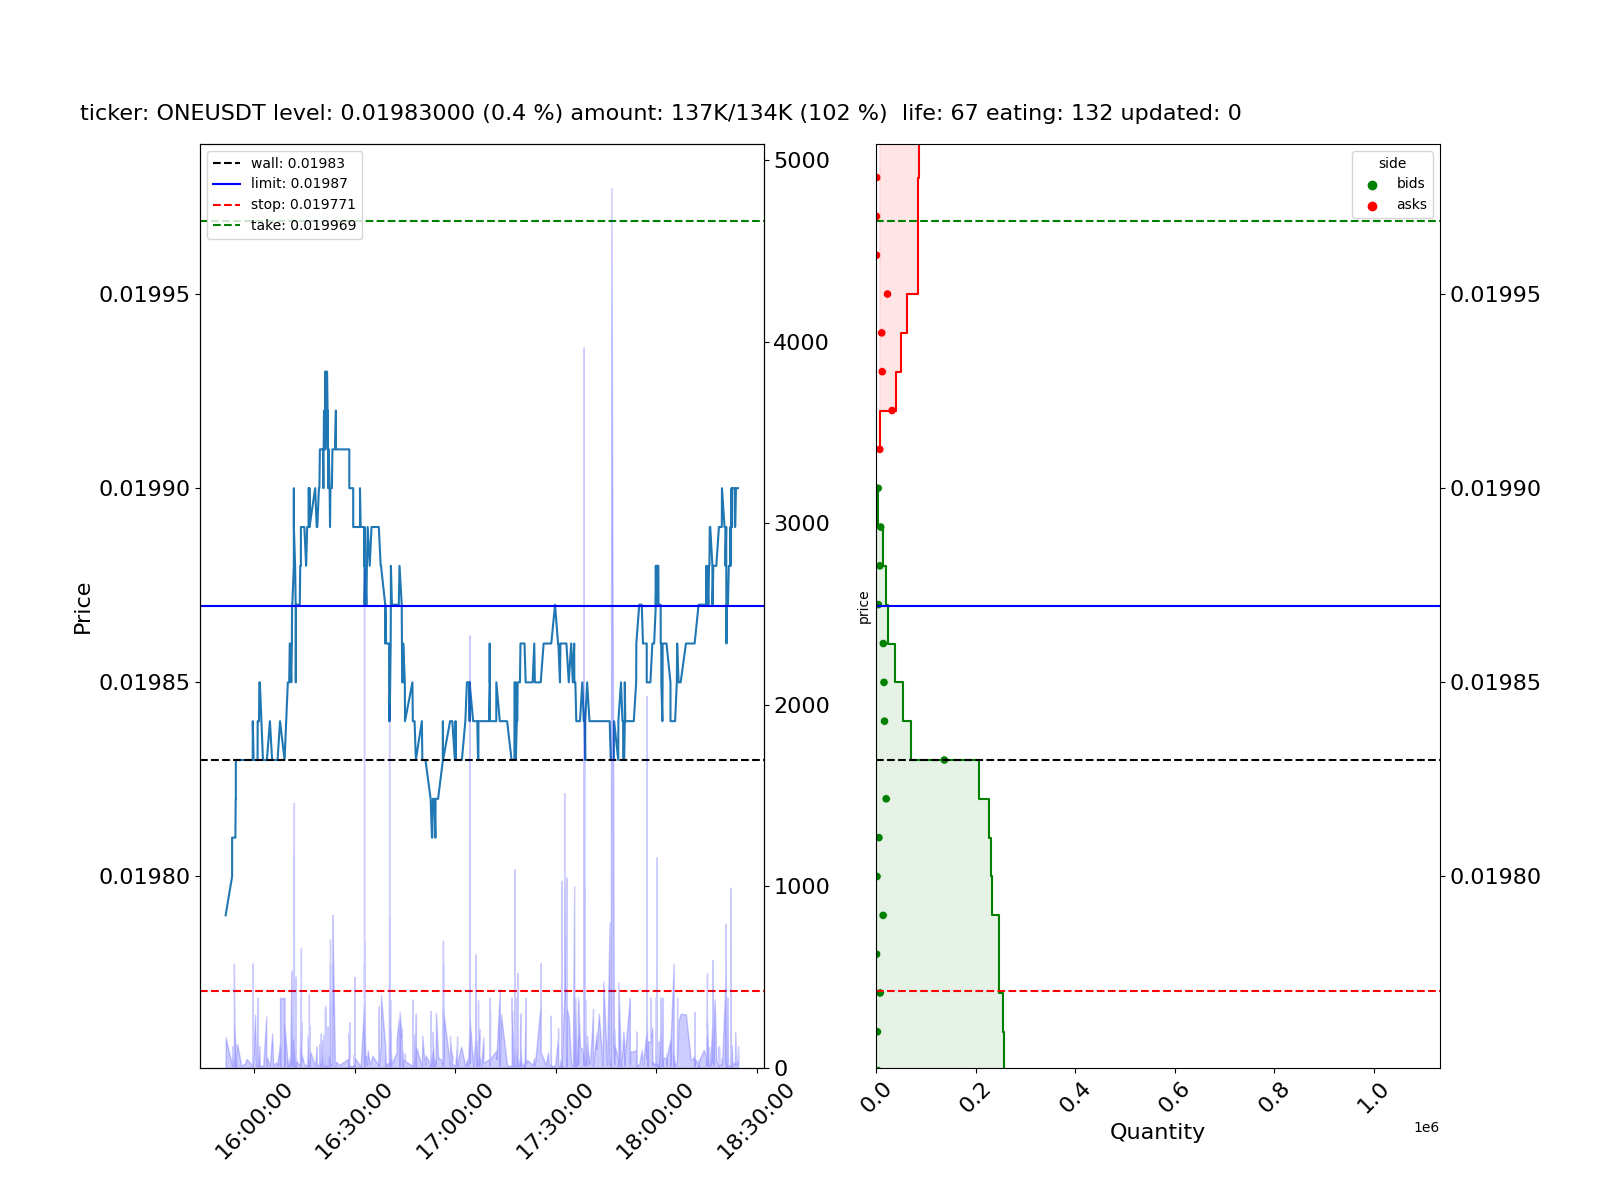 ticker: ONEUSDT level: 0.01983000 (0.4 %) amount: 137K/134K (102 %)  life: 67 eating: 132 updated: 0
wall: 0.01983
limit: 0.01987
stop: 0.019771
take: 0.019969
Price
0.01995
0.01990
0.01985
0.01980
5000
4000
3000
2000
1000
0
16:00:00
16:30:00
17:00:00
17:30:00
18:00:00
18:30:00
side
bids
asks
price
0.01995
0.01990
0.01985
0.01980
0.0
0.2
0.4
0.6
0.8
1.0
1e6
Quantity